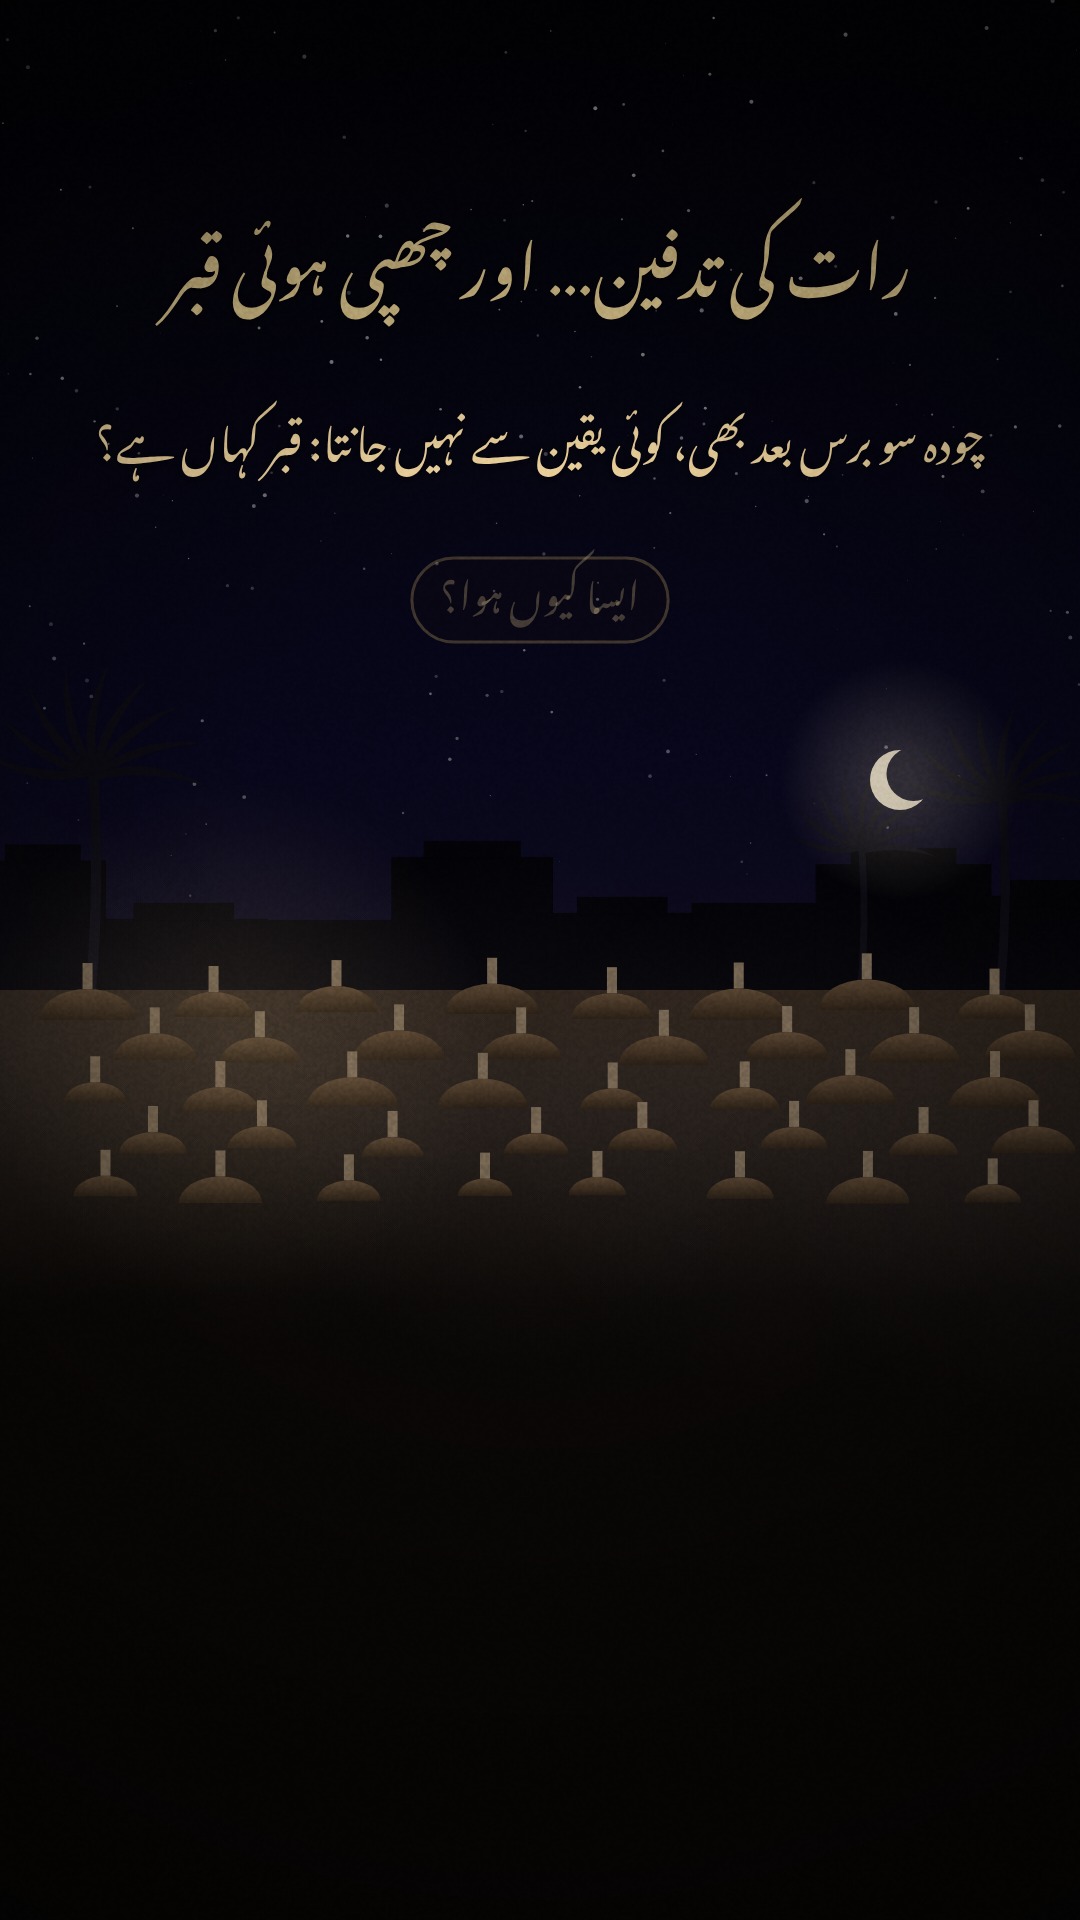 رات کی تدفین... اور چھپی ہوئی قبر
چودہ سو برس بعد بھی، کوئی یقین سے نہیں جانتا: قبر کہاں ہے؟
ایسا کیوں ہوا؟